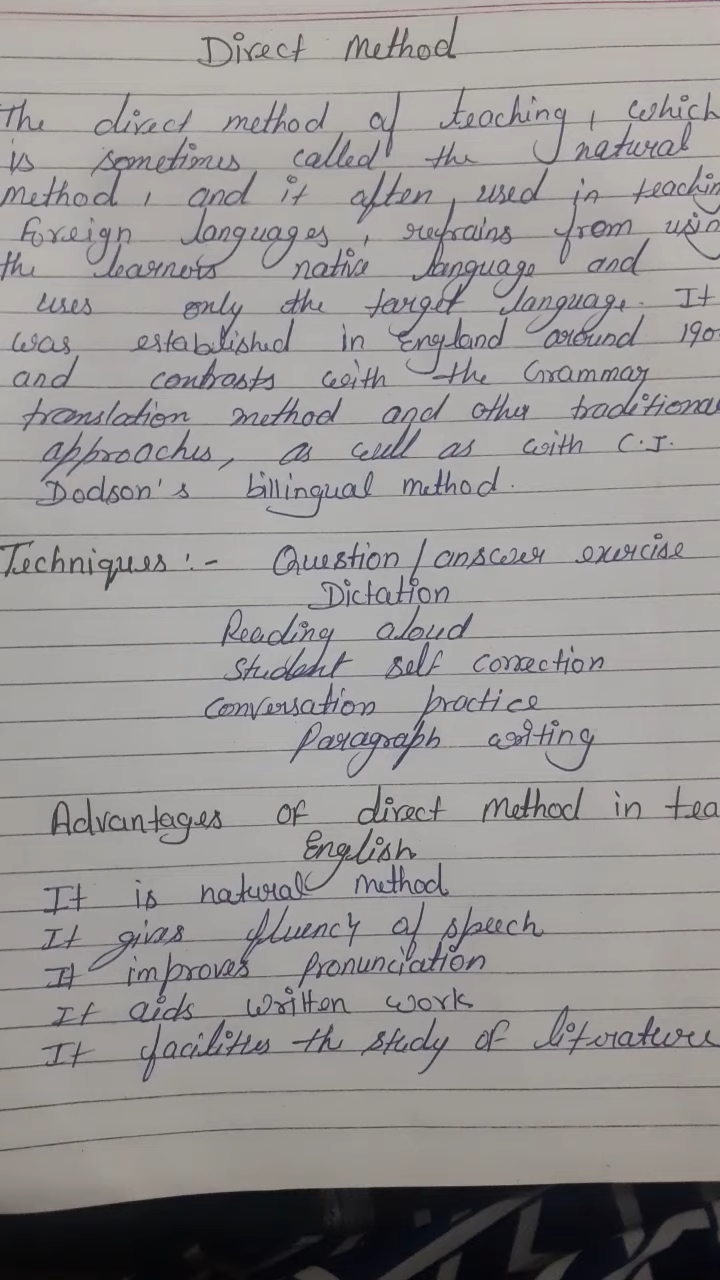 Direct Method
The direct method of teaching, which
is sometimes called the natural
method, and it often, used in teachin
foreign languages, refrains from usin
the learners native language and
uses only the target language. It
was established in England around 190
and contrasts with the Grammar
translation method and other traditiona
approaches, as well as with C.J.
Dodson's billingual method.
Techniques :- Question / answer exercise
Dictation
Reading aloud
Student self correction
Conversation practice
Paragraph writing
Advantages of direct method in tea
English
It is natural method
It gives fluency of speech
It improves pronunciation
It aids written work
It facilities the study of literature